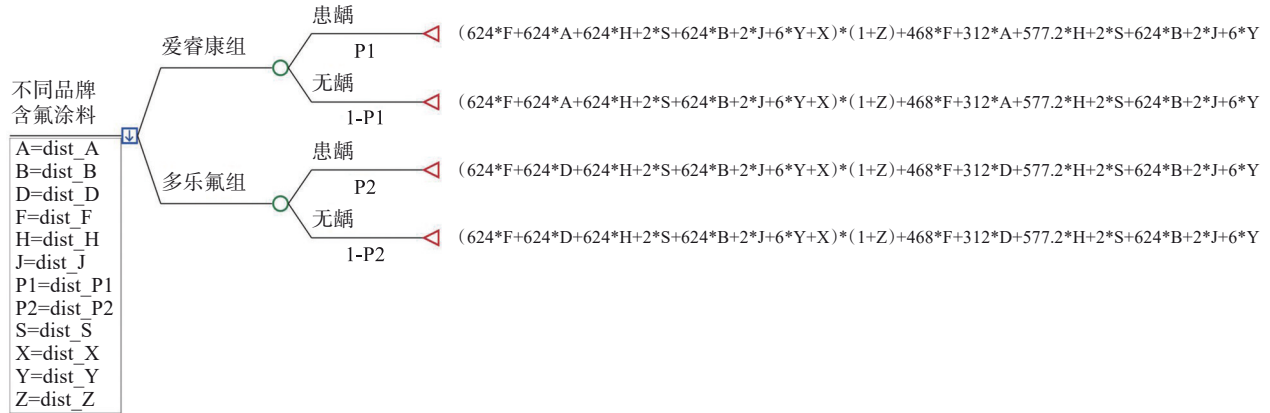 不同品牌
含氟涂料
A=dist_A
B=dist_B
D=dist_D
F=dist_F
H=dist_H
J=dist_J
P1=dist_P1
P2=dist_P2
S=dist_S
X=dist_X
Y=dist_Y
Z=dist_Z
爱睿康组
患龋
P1
(624*F+624*A+624*H+2*S+624*B+2*J+6*Y+X)*(1+Z)+468*F+312*A+577.2*H+2*S+624*B+2*J+6*Y
无龋
1-P1
(624*F+624*A+624*H+2*S+624*B+2*J+6*Y+X)*(1+Z)+468*F+312*A+577.2*H+2*S+624*B+2*J+6*Y
多乐氟组
患龋
P2
(624*F+624*D+624*H+2*S+624*B+2*J+6*Y+X)*(1+Z)+468*F+312*D+577.2*H+2*S+624*B+2*J+6*Y
无龋
1-P2
(624*F+624*D+624*H+2*S+624*B+2*J+6*Y+X)*(1+Z)+468*F+312*D+577.2*H+2*S+624*B+2*J+6*Y